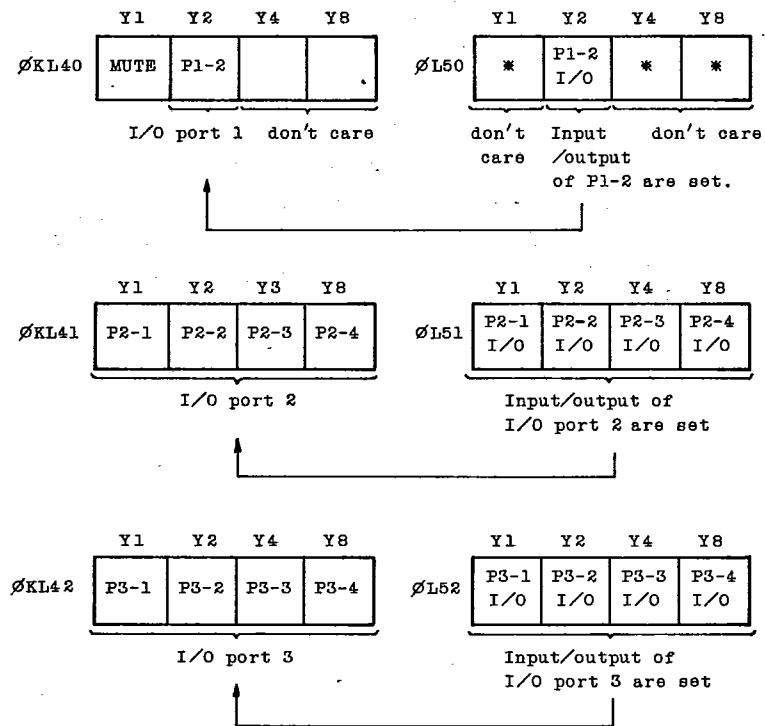 Y1 Y2 Y4 Y8 Y1 Y2 Y4 Y8
ØKL40 MUTE P1-2 ØL50 * P1-2 I/O * *
I/O port 1 don't care don't care Input /output of P1-2 are set. don't care
Y1 Y2 Y3 Y8 Y1 Y2 Y4 Y8
ØKL41 P2-1 P2-2 P2-3 P2-4 ØL51 P2-1 I/O P2-2 I/O P2-3 I/O P2-4 I/O
I/O port 2 Input/output of
I/O port 2 are set
Y1 Y2 Y4 Y8 Y1 Y2 Y4 Y8
ØKL42 P3-1 P3-2 P3-3 P3-4 ØL52 P3-1 I/O P3-2 I/O P3-3 I/O P3-4 I/O
I/O port 3 Input/output of
I/O port 3 are set